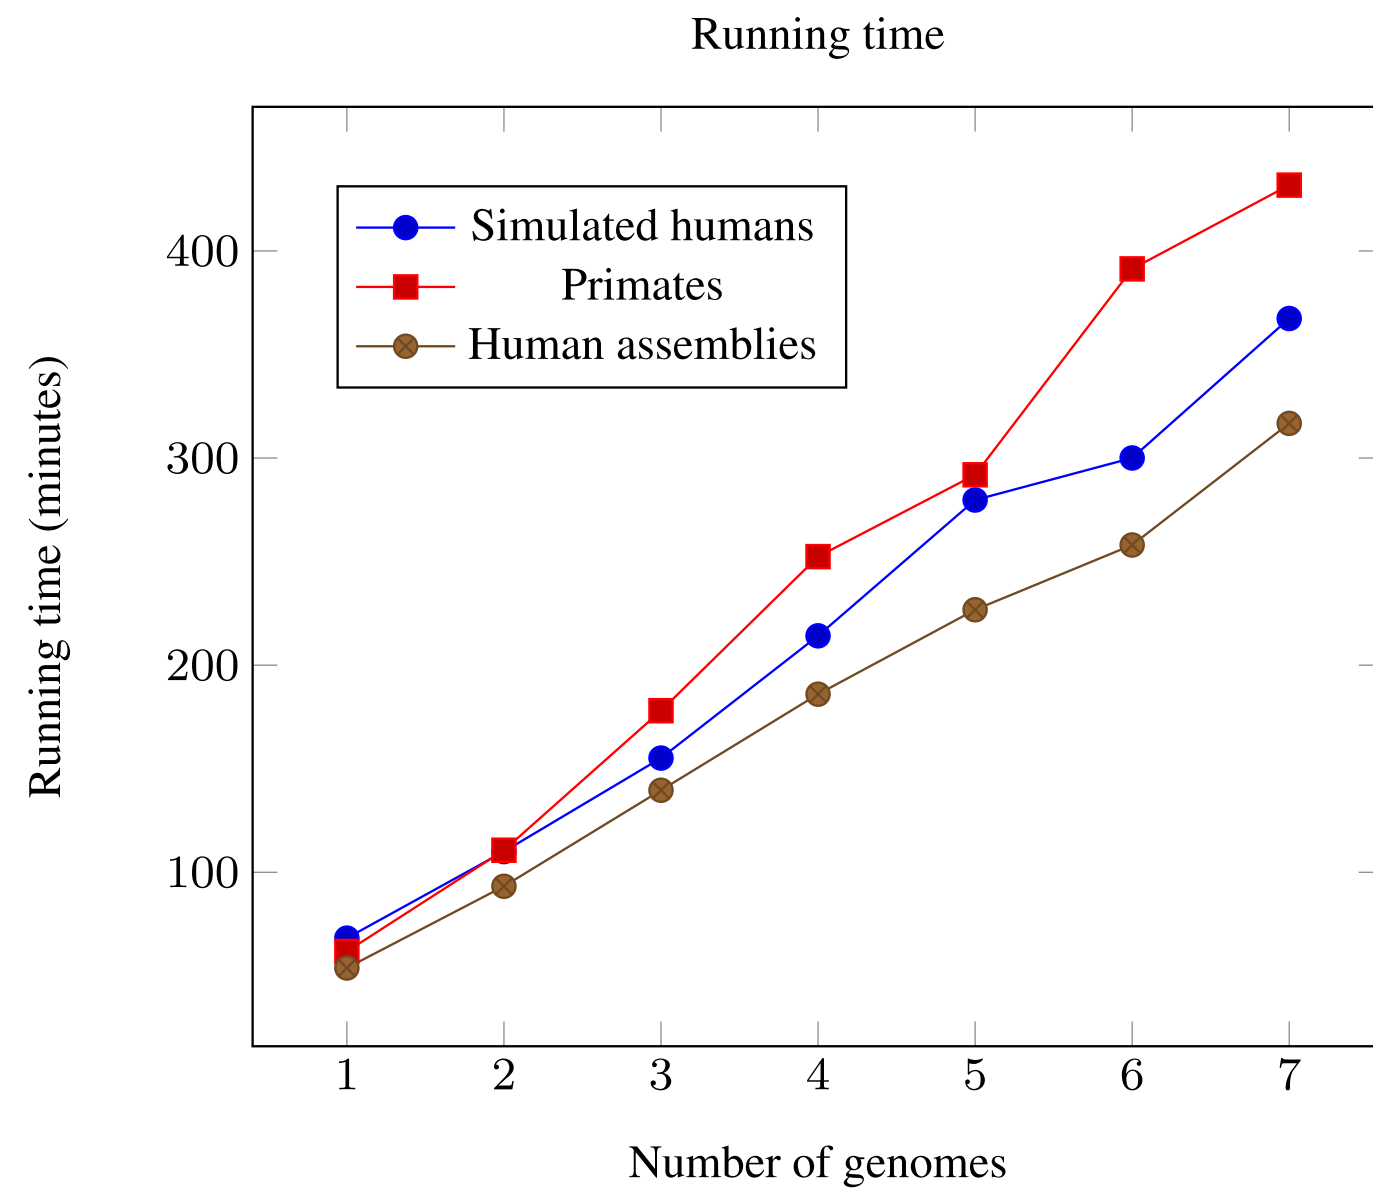 Running time
Simulated humans
Primates
Human assemblies
400
300
200
100
Running time (minutes)
1 2 3 4 5 6 7
Number of genomes